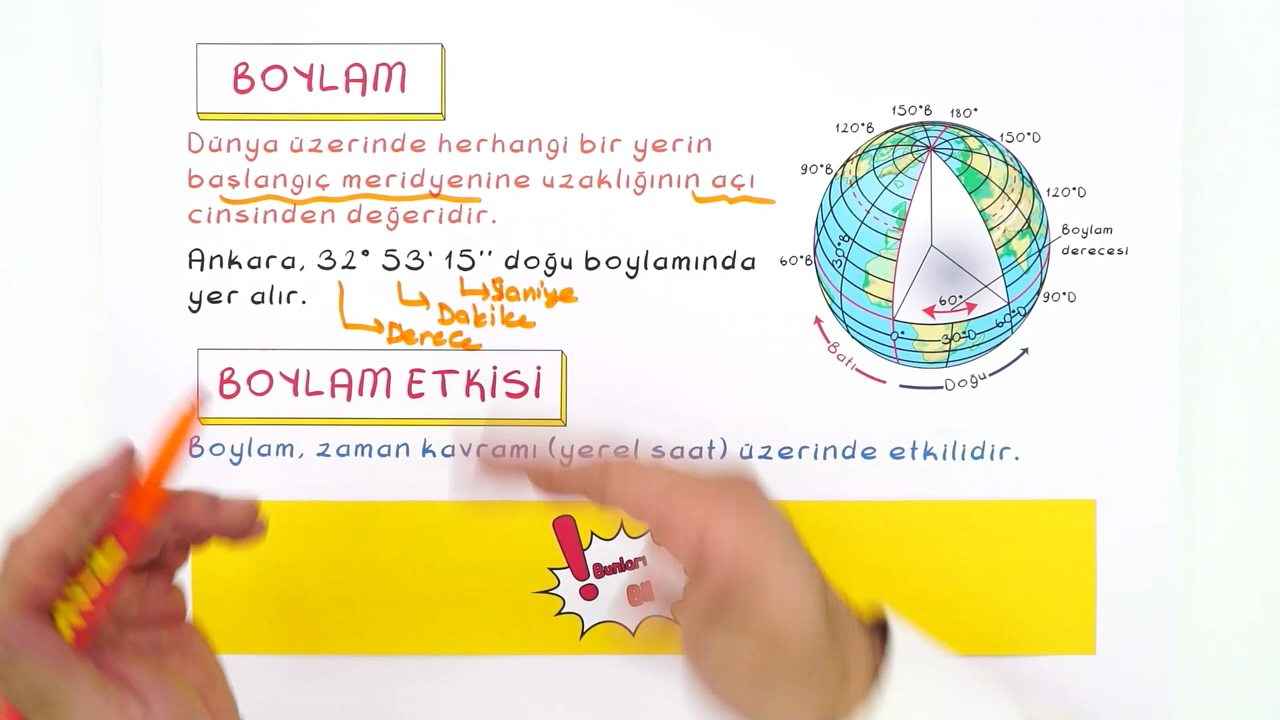 BOYLAM
Dünya üzerinde herhangi bir yerin
başlangıç meridyenine uzaklığının açı
cinsinden değeridir.
Ankara, 32° 53' 15'' doğu boylamında
yer alır.
Saniye
Dakika
Derece
BOYLAM ETKİSİ
Boylam, zaman kavramı (yerel saat) üzerinde etkilidir.
Bunları
Bil
150°B
180°
120°B
150°D
90°B
120°D
Boylam
derecesi
60°B
30°B
90°D
60°
60°D
0°
30°D
Batı
Doğu